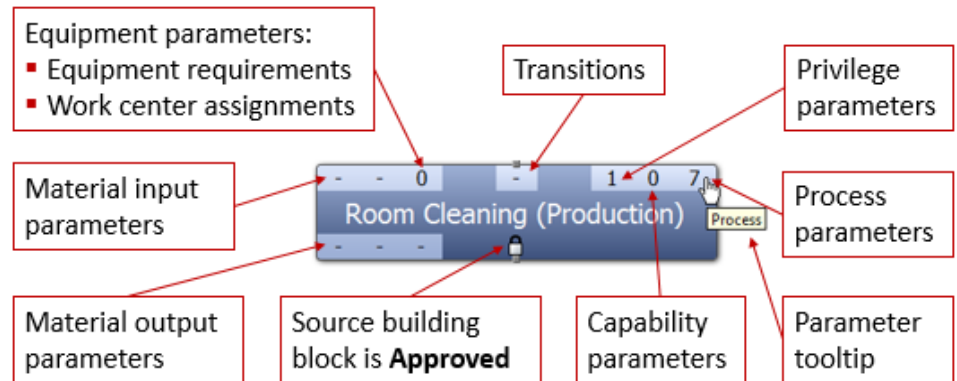 Equipment parameters:
▪ Equipment requirements
▪ Work center assignments
Transitions
Privilege
parameters
Material input
parameters
- - 0 - 1 0 7
Room Cleaning (Production)
Process
- - -
Process
parameters
Material output
parameters
Source building
block is Approved
Capability
parameters
Parameter
tooltip